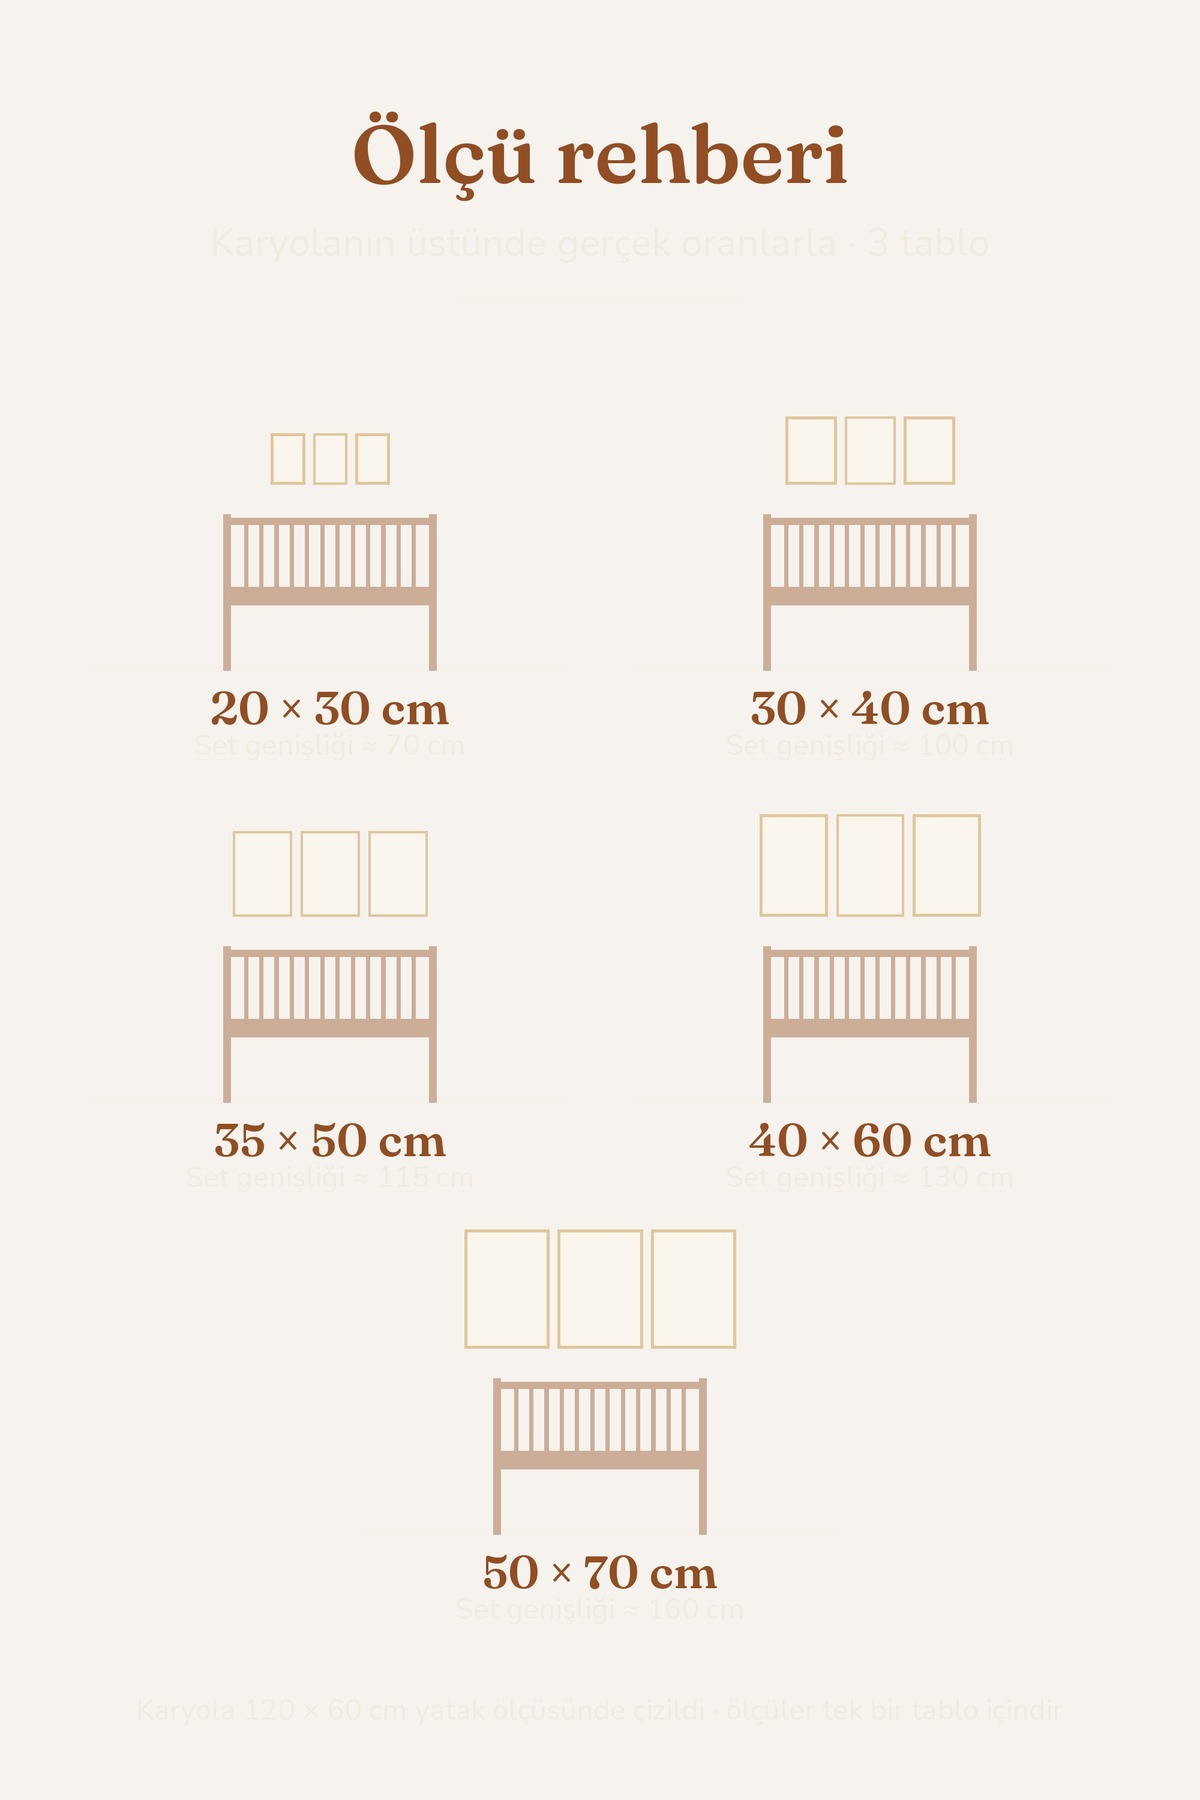 Ölçü rehberi
Karyolanın üstünde gerçek oranlarla · 3 tablo
20 × 30 cm
Set genişliği ≈ 70 cm
30 × 40 cm
Set genişliği ≈ 100 cm
35 × 50 cm
Set genişliği ≈ 115 cm
40 × 60 cm
Set genişliği ≈ 130 cm
50 × 70 cm
Set genişliği ≈ 160 cm
Karyola 120 × 60 cm yatak ölçüsünde çizildi · ölçüler tek bir tablo içindir